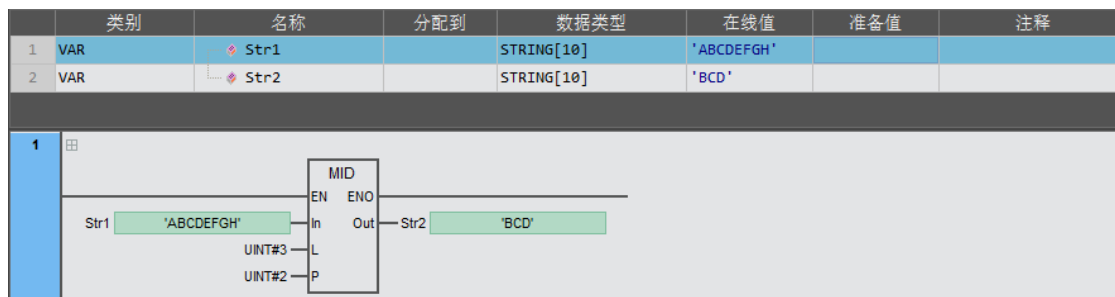 类别 名称 分配到 数据类型 在线值 准备值 注释
1 VAR Str1 STRING[10] 'ABCDEFGH'
2 VAR Str2 STRING[10] 'BCD'
1
MID
EN ENO
Str1 'ABCDEFGH' In Out Str2 'BCD'
UINT#3 L
UINT#2 P